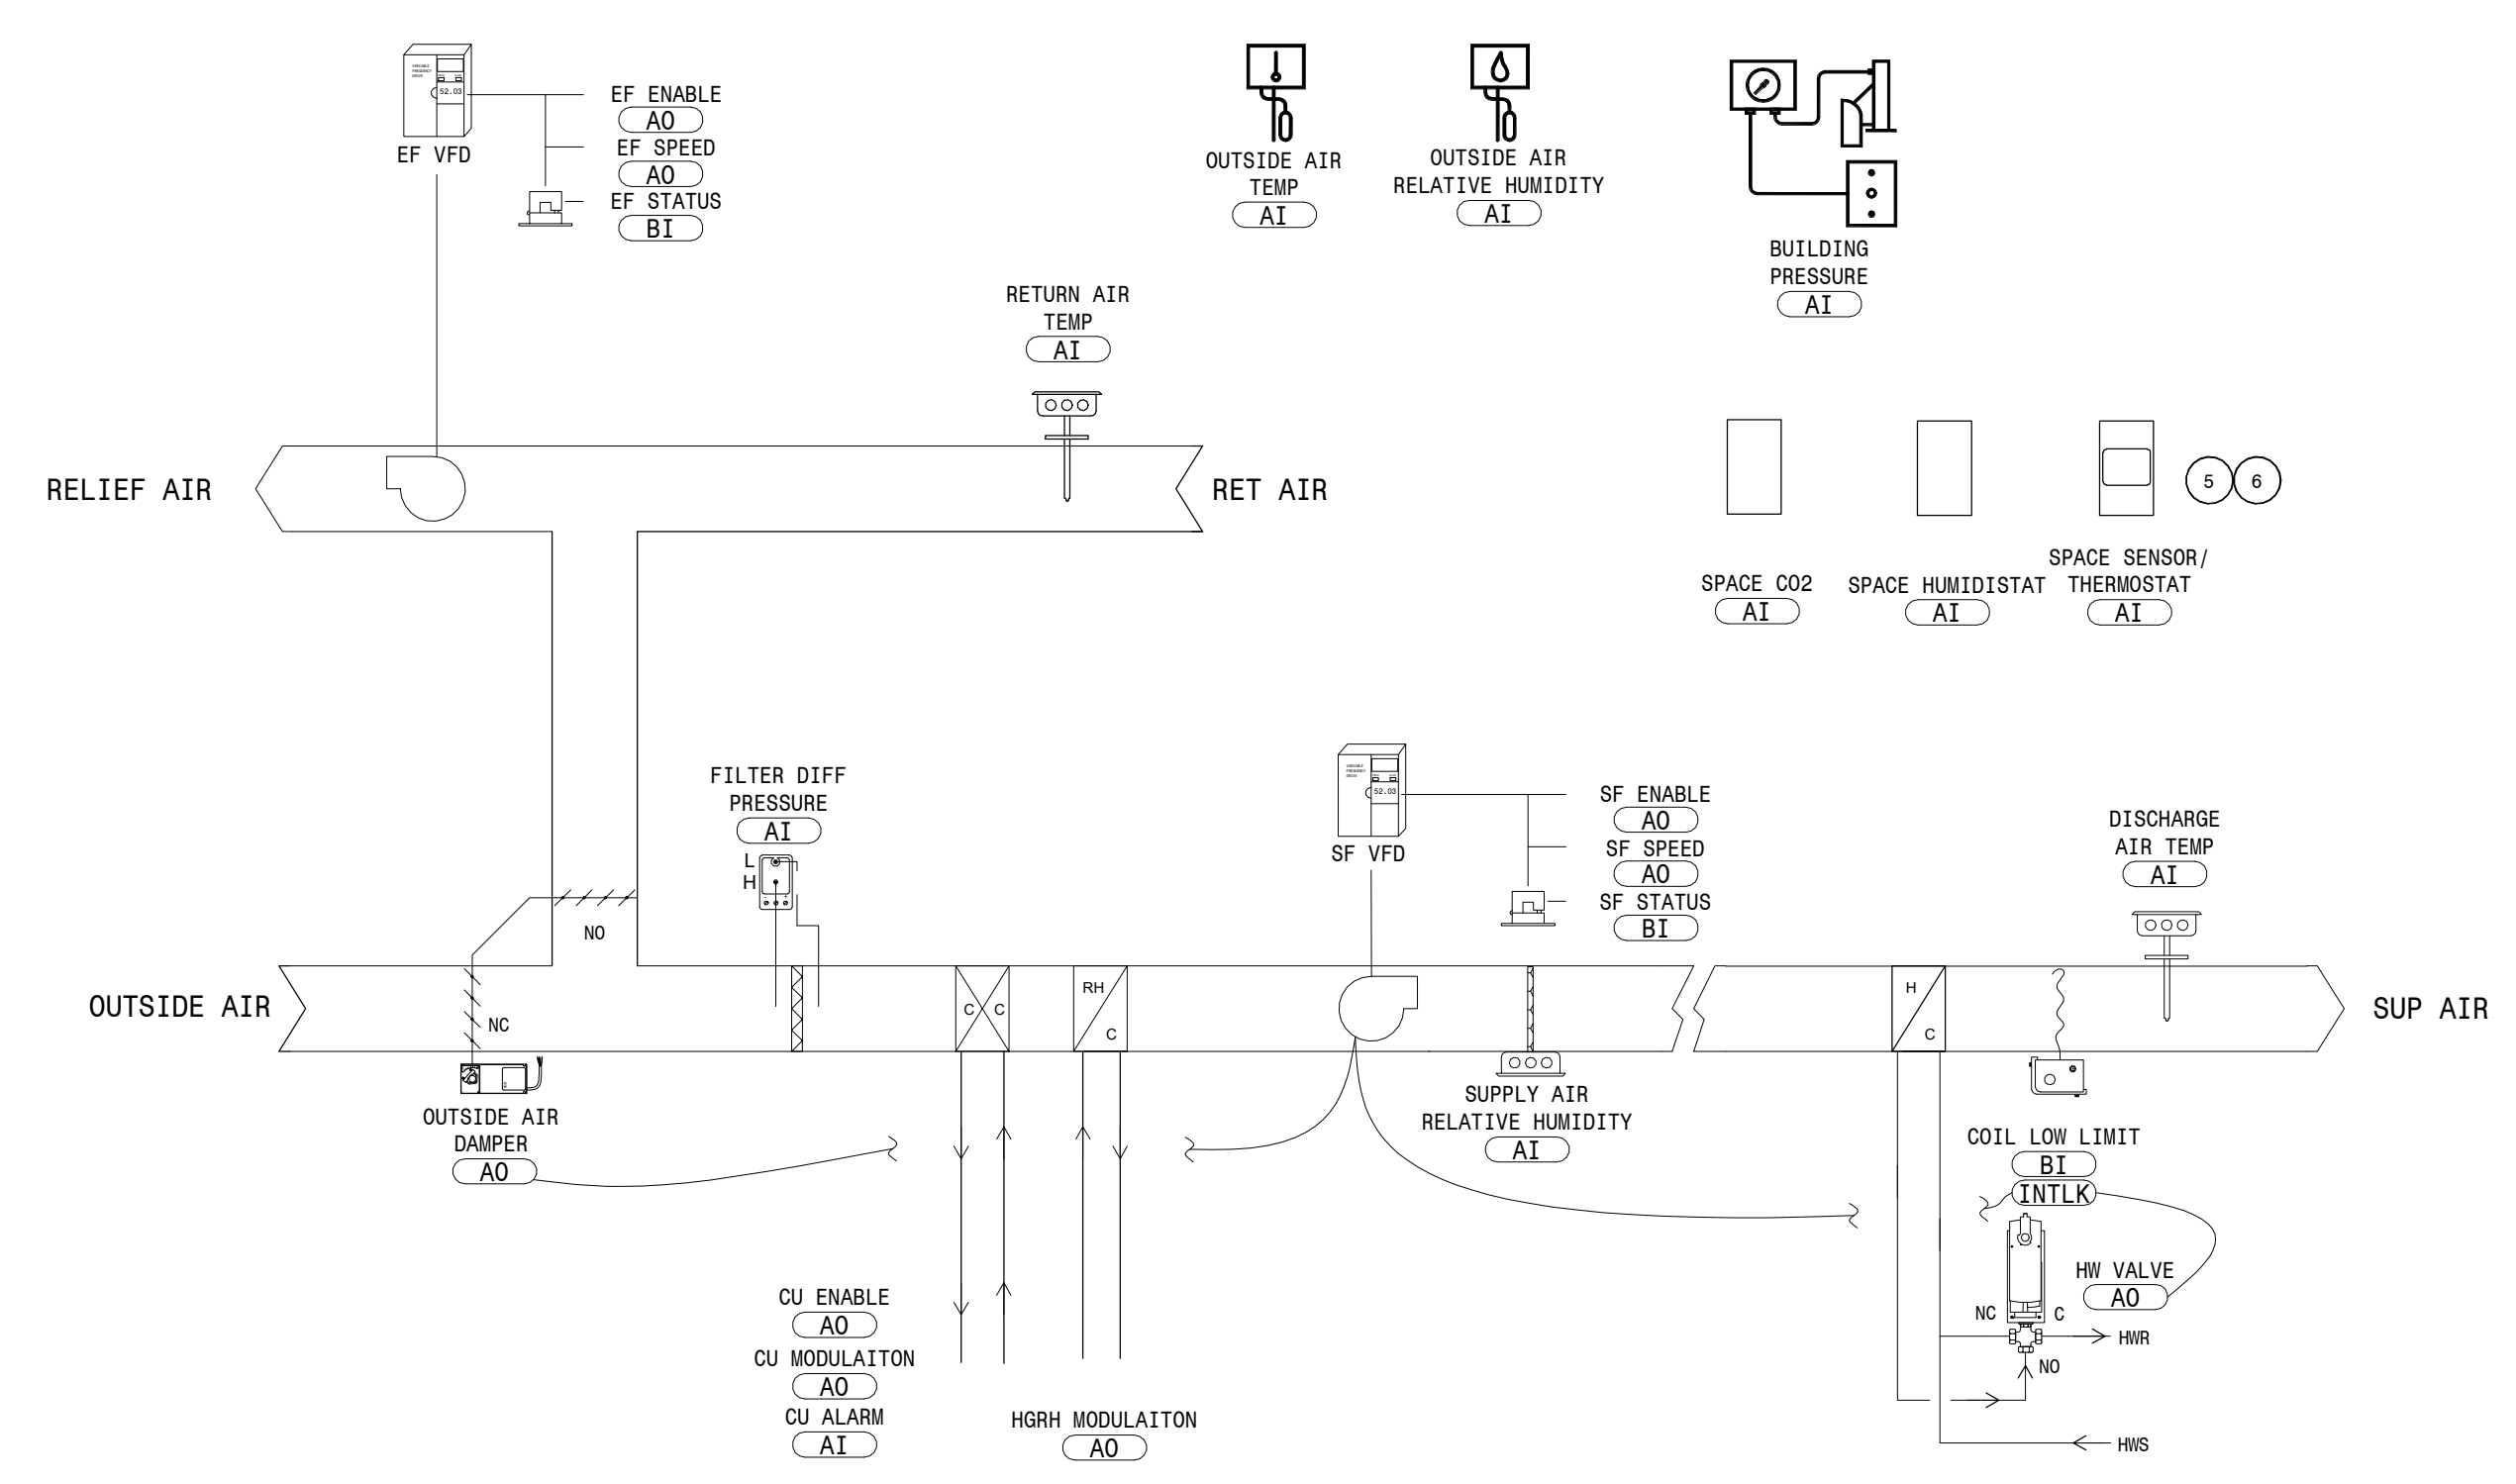 52.03
EF VFD
EF ENABLE
AO
EF SPEED
AO
EF STATUS
BI
OUTSIDE AIR
TEMP
AI
OUTSIDE AIR
RELATIVE HUMIDITY
AI
BUILDING
PRESSURE
AI
RETURN AIR
TEMP
AI
RELIEF AIR
RET AIR
SPACE CO2
AI
SPACE HUMIDISTAT
AI
SPACE SENSOR/
THERMOSTAT
AI
5
6
FILTER DIFF
PRESSURE
AI
L
H
VARIABLE
FREQUENCY
DRIVE
52.03
SF VFD
SF ENABLE
AO
SF SPEED
AO
SF STATUS
BI
DISCHARGE
AIR TEMP
AI
NO
OUTSIDE AIR
NC
C C
RH
C
H
C
SUP AIR
OUTSIDE AIR
DAMPER
AO
SUPPLY AIR
RELATIVE HUMIDITY
AI
COIL LOW LIMIT
BI
INTLK
HW VALVE
AO
NC
C
HWR
NO
HWS
CU ENABLE
AO
CU MODULAITON
AO
CU ALARM
AI
HGRH MODULAITON
AO